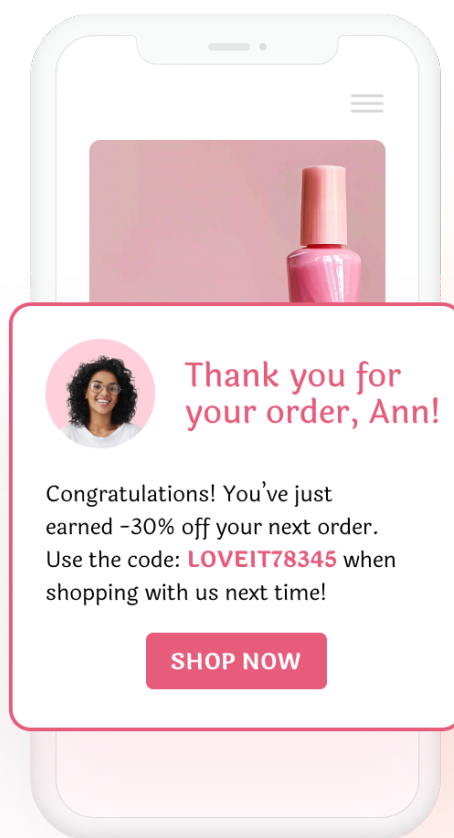 Thank you for
your order, Ann!
Congratulations! You’ve just
earned -30% off your next order.
Use the code: LOVEIT78345 when
shopping with us next time!
SHOP NOW